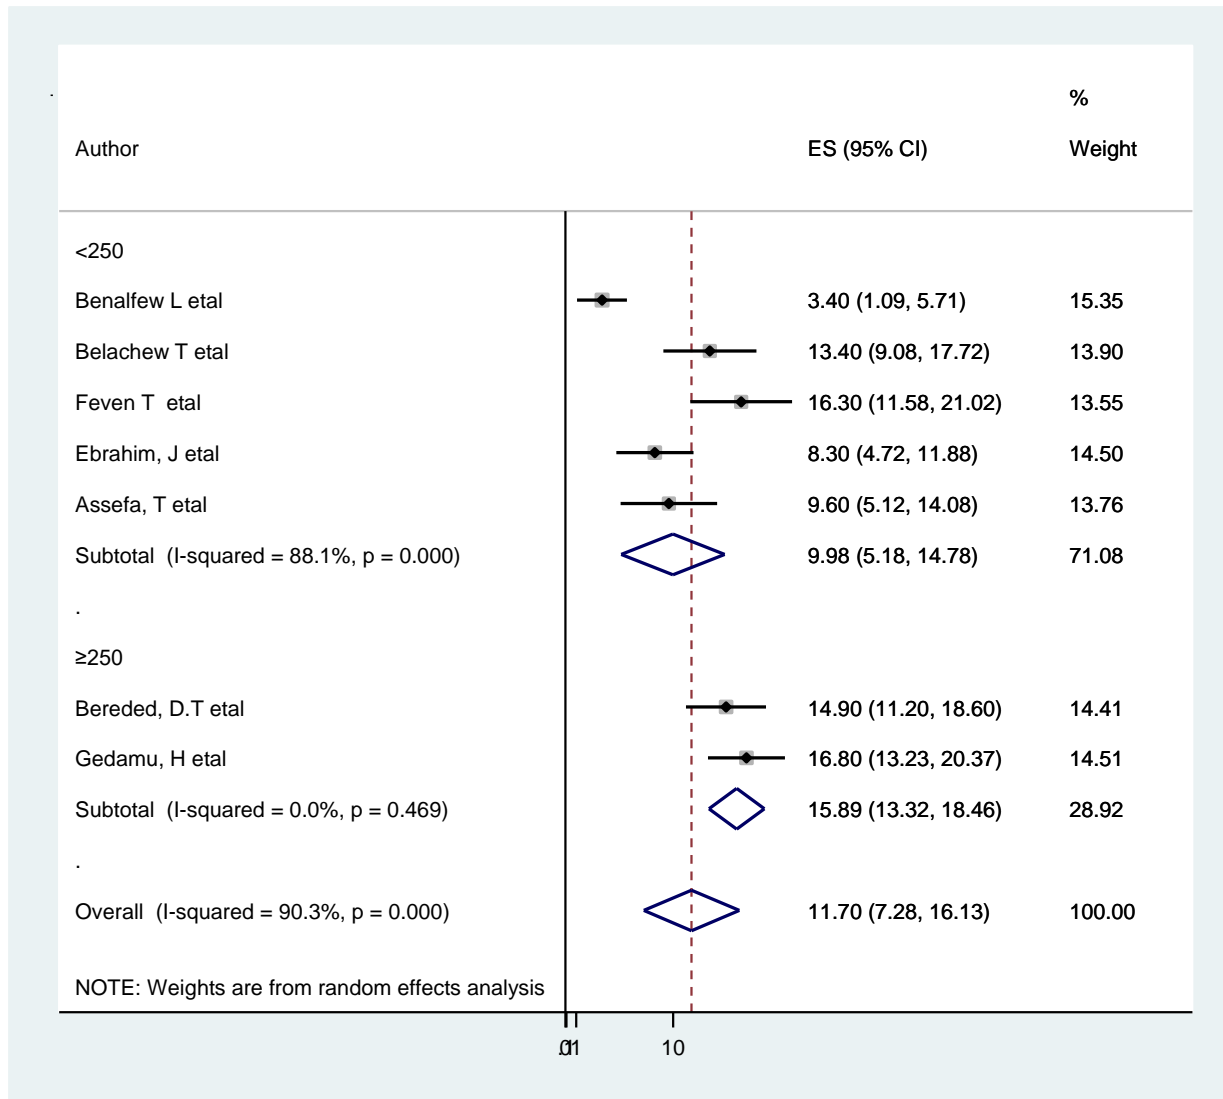 %
Author ES (95% CI) Weight
<250
Benalfew L etal 3.40 (1.09, 5.71) 15.35
Belachew T etal 13.40 (9.08, 17.72) 13.90
Feven T  etal 16.30 (11.58, 21.02) 13.55
Ebrahim, J etal 8.30 (4.72, 11.88) 14.50
Assefa, T etal 9.60 (5.12, 14.08) 13.76
Subtotal  (I-squared = 88.1%, p = 0.000) 9.98 (5.18, 14.78) 71.08
.
≥250
Bereded, D.T etal 14.90 (11.20, 18.60) 14.41
Gedamu, H etal 16.80 (13.23, 20.37) 14.51
Subtotal  (I-squared = 0.0%, p = 0.469) 15.89 (13.32, 18.46) 28.92
.
Overall  (I-squared = 90.3%, p = 0.000) 11.70 (7.28, 16.13) 100.00
NOTE: Weights are from random effects analysis
10